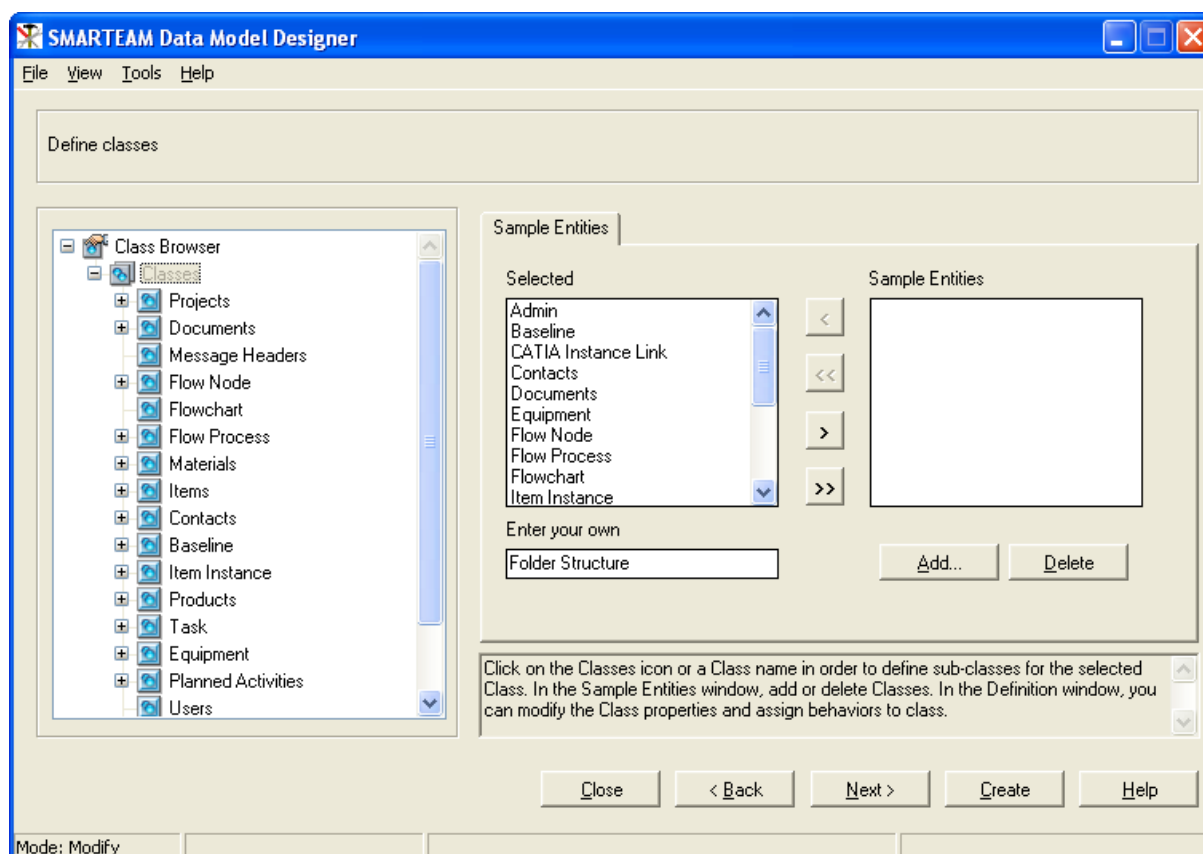 SMARTEAM Data Model Designer
File View Tools Help
Define classes
Class Browser
Classes
Projects
Documents
Message Headers
Flow Node
Flowchart
Flow Process
Materials
Items
Contacts
Baseline
Item Instance
Products
Task
Equipment
Planned Activities
Users
Sample Entities
Selected
Admin
Baseline
CATIA Instance Link
Contacts
Documents
Equipment
Flow Node
Flow Process
Flowchart
Item Instance
<
<<
>
>>
Sample Entities
Enter your own
Folder Structure
Add... Delete
Click on the Classes icon or a Class name in order to define sub-classes for the selected
Class. In the Sample Entities window, add or delete Classes. In the Definition window, you
can modify the Class properties and assign behaviors to class.
Close < Back Next > Create Help
Mode: Modify